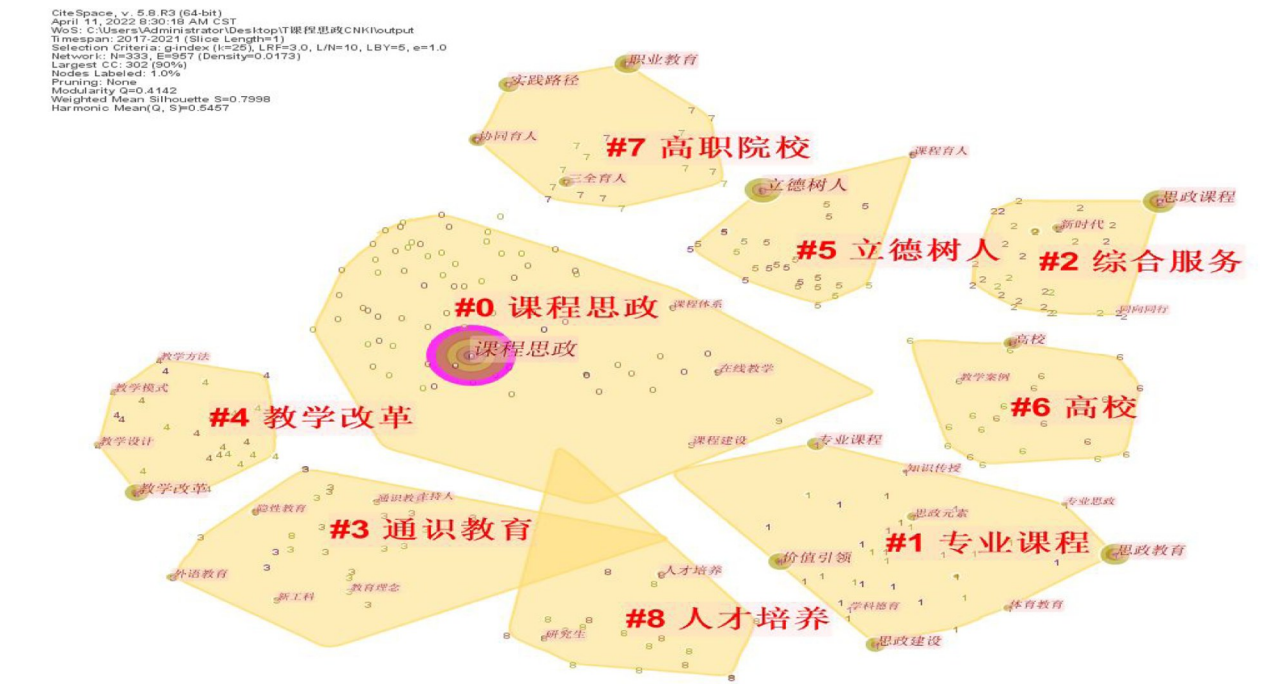 CiteSpace, v. 5.8.R3 (64-bit)
April 11, 2022 8:30:18 AM CST
WoS: C:\Users\Administrator\Desktop\T课程思政CNKI\output
Timespan: 2017-2021 (Slice Length=1)
Selection Criteria: g-index (k=25), LRF=3.0, L/N=10, LBY=5, e=1.0
Network: N=333, E=957 (Density=0.0173)
Largest CC: 302 (90%)
Nodes Labeled: 1.0%
Pruning: None
Modularity Q=0.4142
Weighted Mean Silhouette S=0.7998
Harmonic Mean(Q, S)=0.5457
职业教育
实践路径
协同育人
#7 高职院校
三全育人
课程育人
立德树人
#5 立德树人
思政课程
新时代
#2 综合服务
同向同行
#0 课程思政
课程体系
课程思政
在线教学
课程建设
高校
教学案例
#6 高校
教学方法
教学模式
#4 教学改革
教学设计
教学改革
专业课程
知识传授
专业思政
思政元素
#1 专业课程
价值引领
思政教育
学科德育
体育教育
思政建设
通识教育
主持人
隐性教育
#3 通识教育
外语教育
教育理念
新工科
人才培养
#8 人才培养
研究生